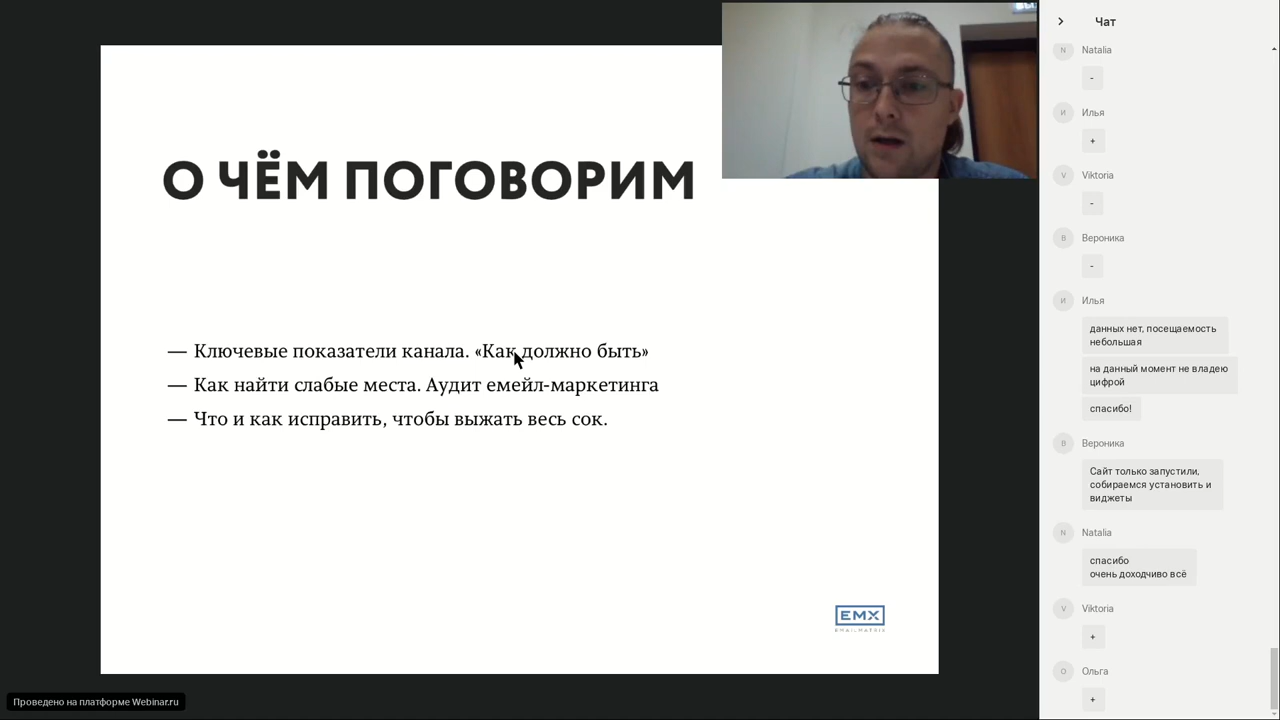 О ЧЁМ ПОГОВОРИМ
— Ключевые показатели канала. «Как должно быть»
— Как найти слабые места. Аудит емейл-маркетинга
— Что и как исправить, чтобы выжать весь сок.
EMX
EMAILMATRIX
Проведено на платформе Webinar.ru
Чат
N
Natalia
-
И
Илья
+
V
Viktoria
-
В
Вероника
-
И
Илья
данных нет, посещаемость
небольшая
на данный момент не владею
цифрой
спасибо!
В
Вероника
Сайт только запустили,
собираемся установить и
виджеты
N
Natalia
спасибо
очень доходчиво всё
V
Viktoria
+
О
Ольга
+